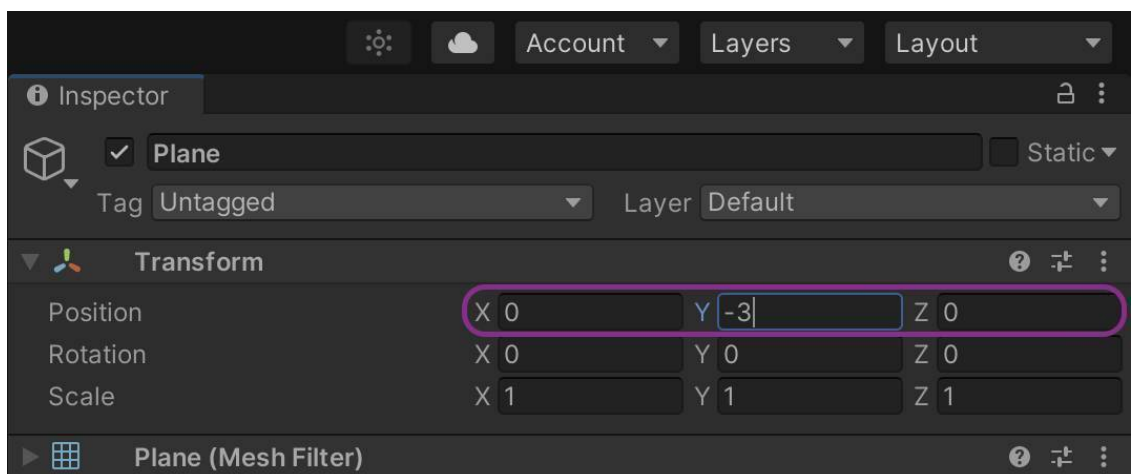 Account Layers Layout
Inspector
Plane Static
Tag Untagged Layer Default
Transform
Position X 0 Y -3 Z 0
Rotation X 0 Y 0 Z 0
Scale X 1 Y 1 Z 1
Plane (Mesh Filter)